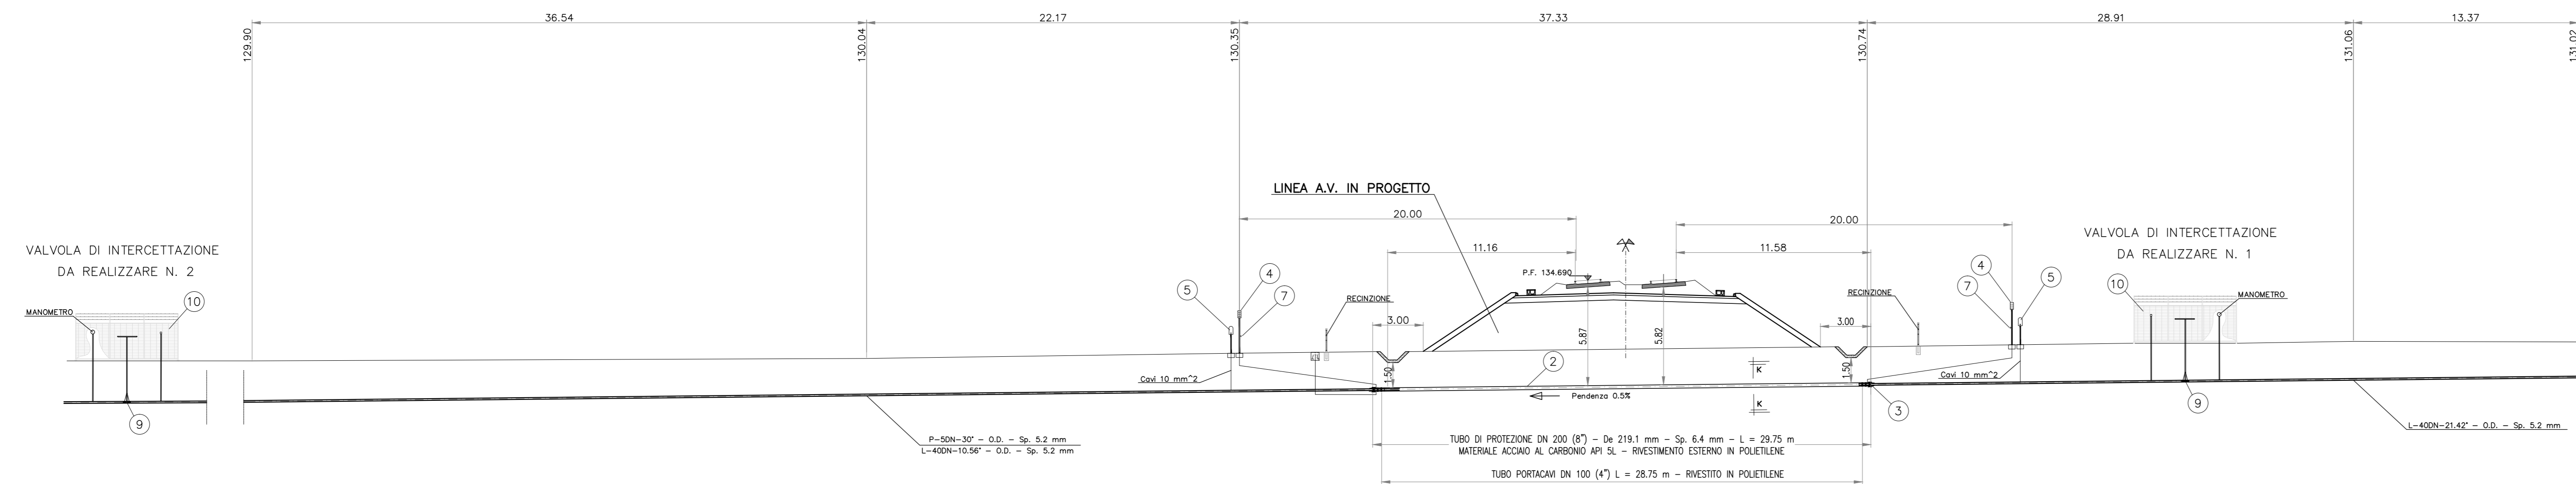 36.54
22.17
37.33
28.91
13.37
129.90
130.04
130.35
130.74
131.06
131.02
LINEA A.V. IN PROGETTO
20.00
20.00
11.16
11.58
VALVOLA DI INTERCETTAZIONE
DA REALIZZARE N. 2
VALVOLA DI INTERCETTAZIONE
DA REALIZZARE N. 1
P.F. 134.690
4
5
7
10
MANOMETRO
RECINZIONE
3.00
5.87
5.82
3.00
RECINZIONE
4
7
5
10
MANOMETRO
Cavi 10 mm^2
1.50
2
K
1.50
Cavi 10 mm^2
Pendenza 0.5%
K
3
9
9
P-5DN-30° - O.D. - Sp. 5.2 mm
L-40DN-10.56° - O.D. - Sp. 5.2 mm
TUBO DI PROTEZIONE DN 200 (8") - De 219.1 mm - Sp. 6.4 mm - L = 29.75 m
MATERIALE ACCIAIO AL CARBONIO API 5L - RIVESTIMENTO ESTERNO IN POLIETILENE
TUBO PORTACAVI DN 100 (4") L = 28.75 m - RIVESTITO IN POLIETILENE
L-40DN-21.42° - O.D. - Sp. 5.2 mm